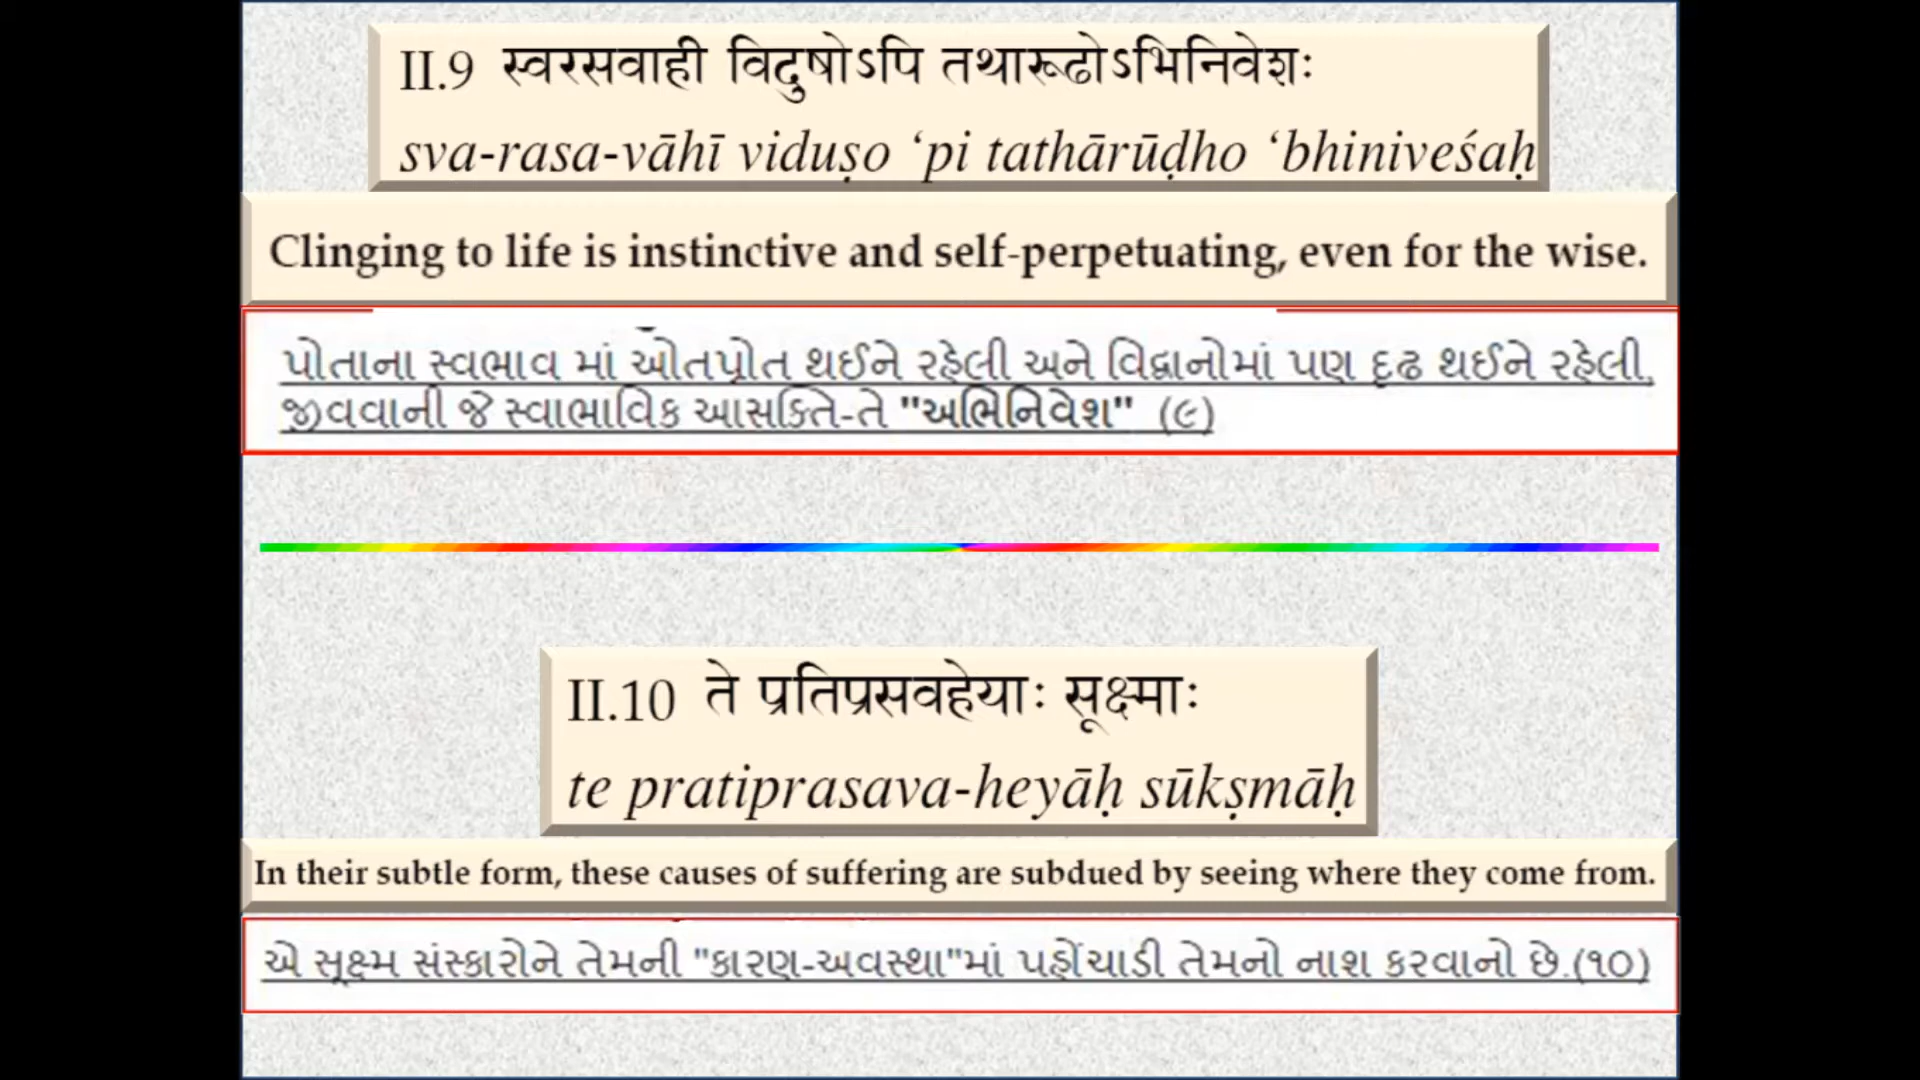 II.9 स्वरसवाही विदुषोऽपि तथारूढोऽभिनिवेशः
sva-rasa-vāhī viduṣo ‘pi tathārūḍho ‘bhiniveśaḥ
Clinging to life is instinctive and self-perpetuating, even for the wise.
પોતાના સ્વભાવ માં ઓતપ્રોત થઈને રહેલી અને વિદ્વાનોમાં પણ દૃઢ થઈને રહેલી,
જીવવાની જે સ્વાભાવિક આસક્તિ-તે "અભિનિવેશ" (૯)
II.10 ते प्रतिप्रसवहेयाः सूक्ष्माः
te pratiprasava-heyāḥ sūkṣmāḥ
In their subtle form, these causes of suffering are subdued by seeing where they come from.
એ સૂક્ષ્મ સંસ્કારોને તેમની "કારણ-અવસ્થા"માં પહોંચાડી તેમનો નાશ કરવાનો છે.(૧૦)